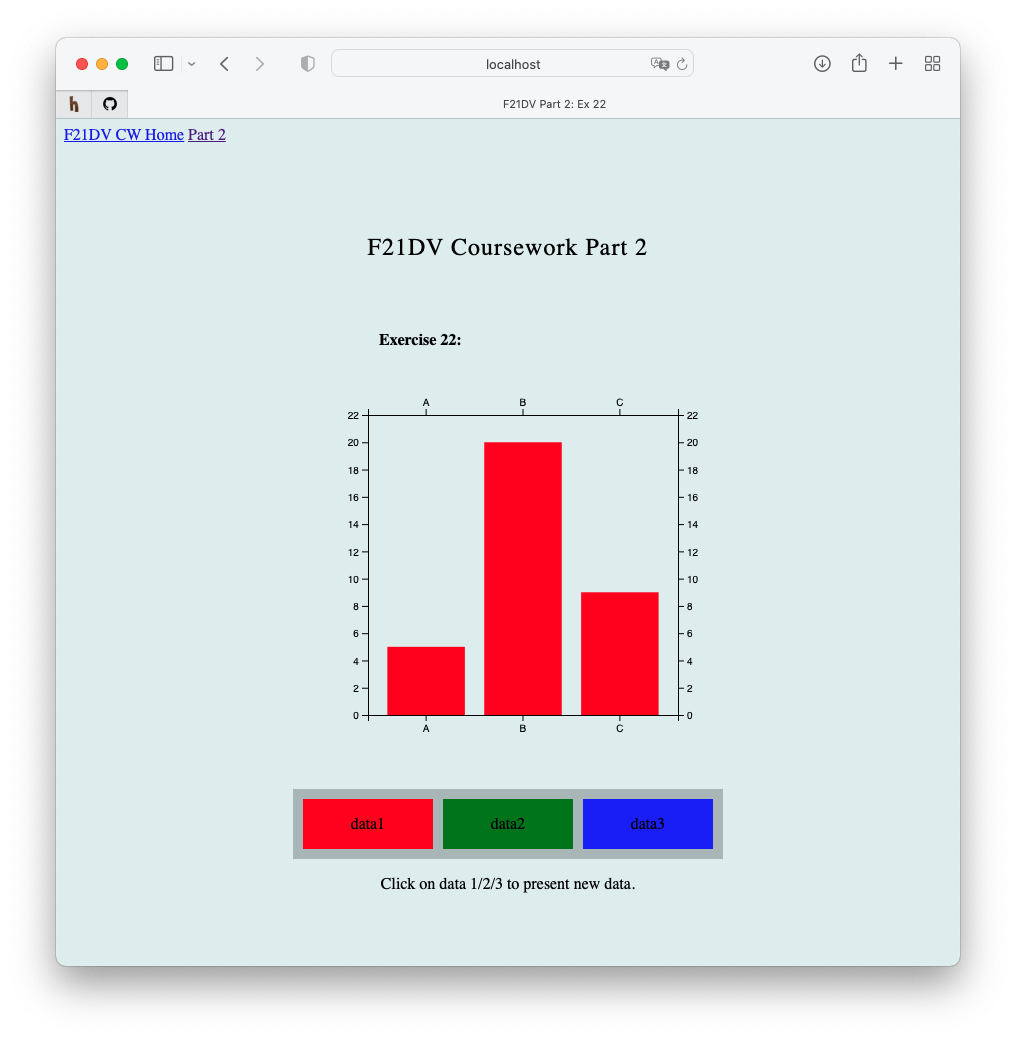 localhost
F21DV Part 2: Ex 22
F21DV CW Home Part 2
F21DV Coursework Part 2
Exercise 22:
A B C
22 22
20 20
18 18
16 16
14 14
12 12
10 10
8 8
6 6
4 4
2 2
0 0
A B C
data1 data2 data3
Click on data 1/2/3 to present new data.